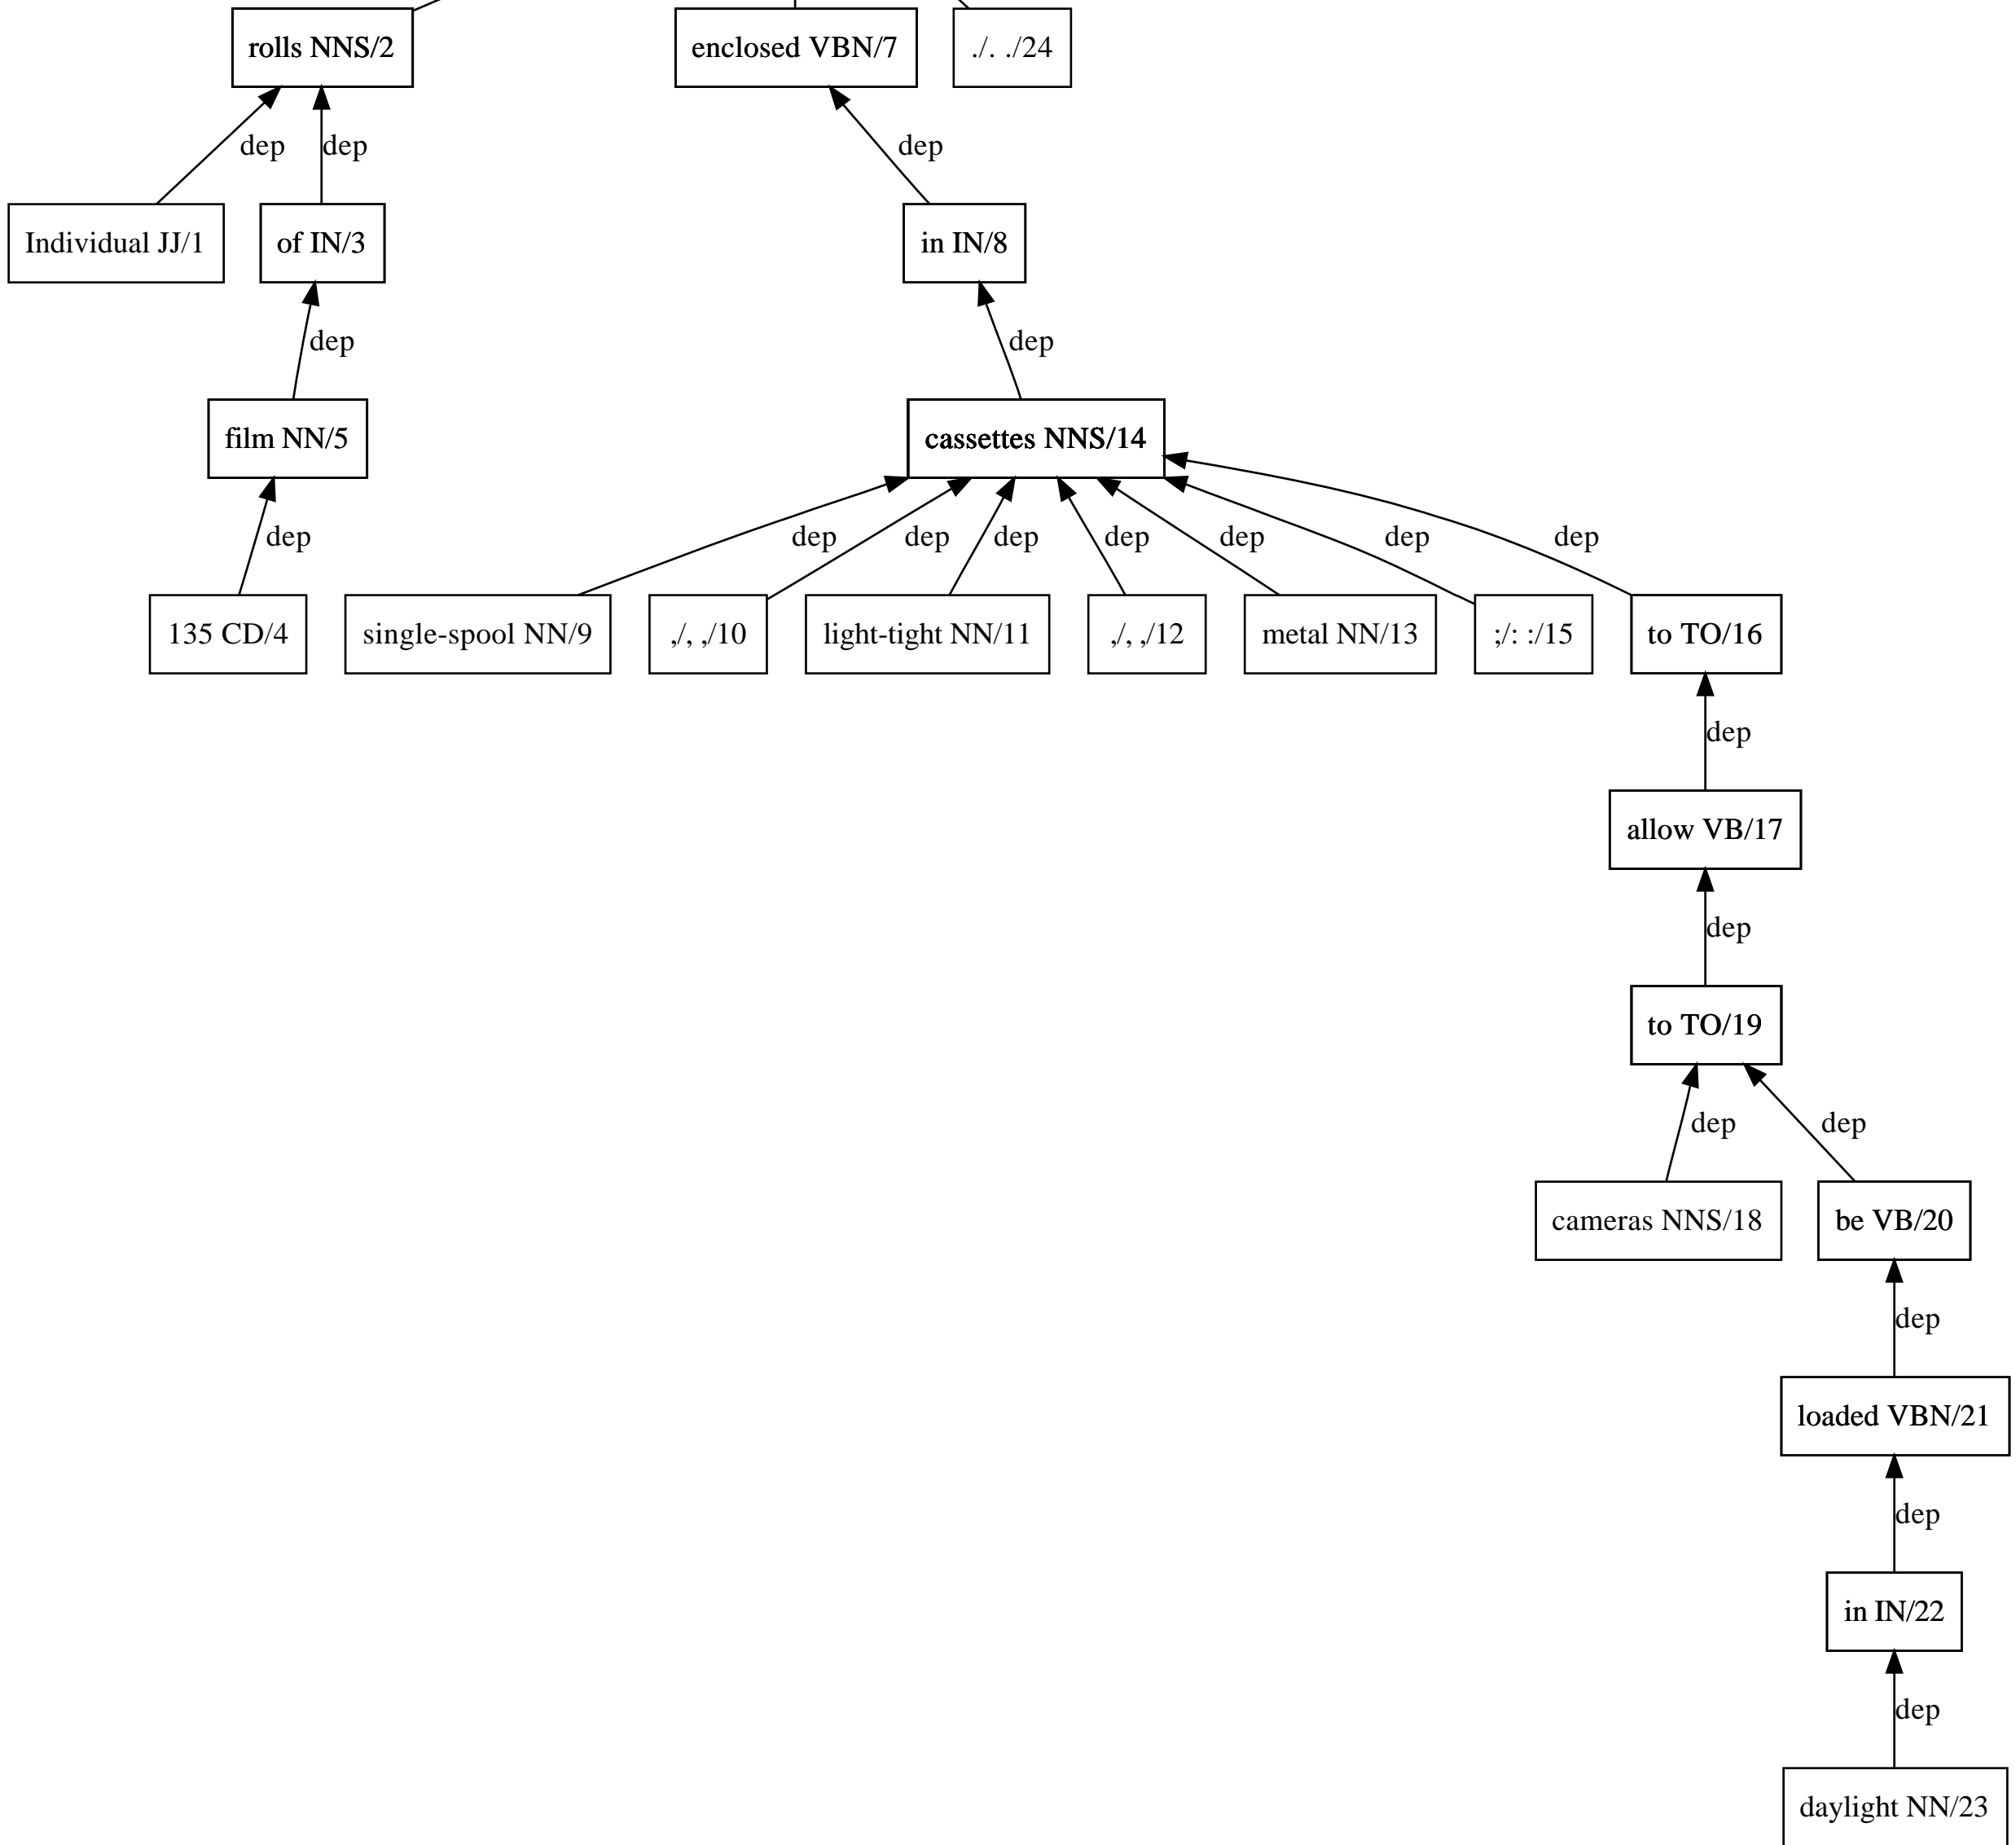 rolls NNS/2 enclosed VBN/7 ./. ./24
dep dep dep
Individual JJ/1 of IN/3 in IN/8
dep dep
film NN/5 cassettes NNS/14
dep dep dep dep dep dep dep dep
135 CD/4 single-spool NN/9 ,/, ,/10 light-tight NN/11 ,/, ,/12 metal NN/13 ;/: :/15 to TO/16
dep
allow VB/17
dep
to TO/19
dep dep
cameras NNS/18 be VB/20
dep
loaded VBN/21
dep
in IN/22
dep
daylight NN/23